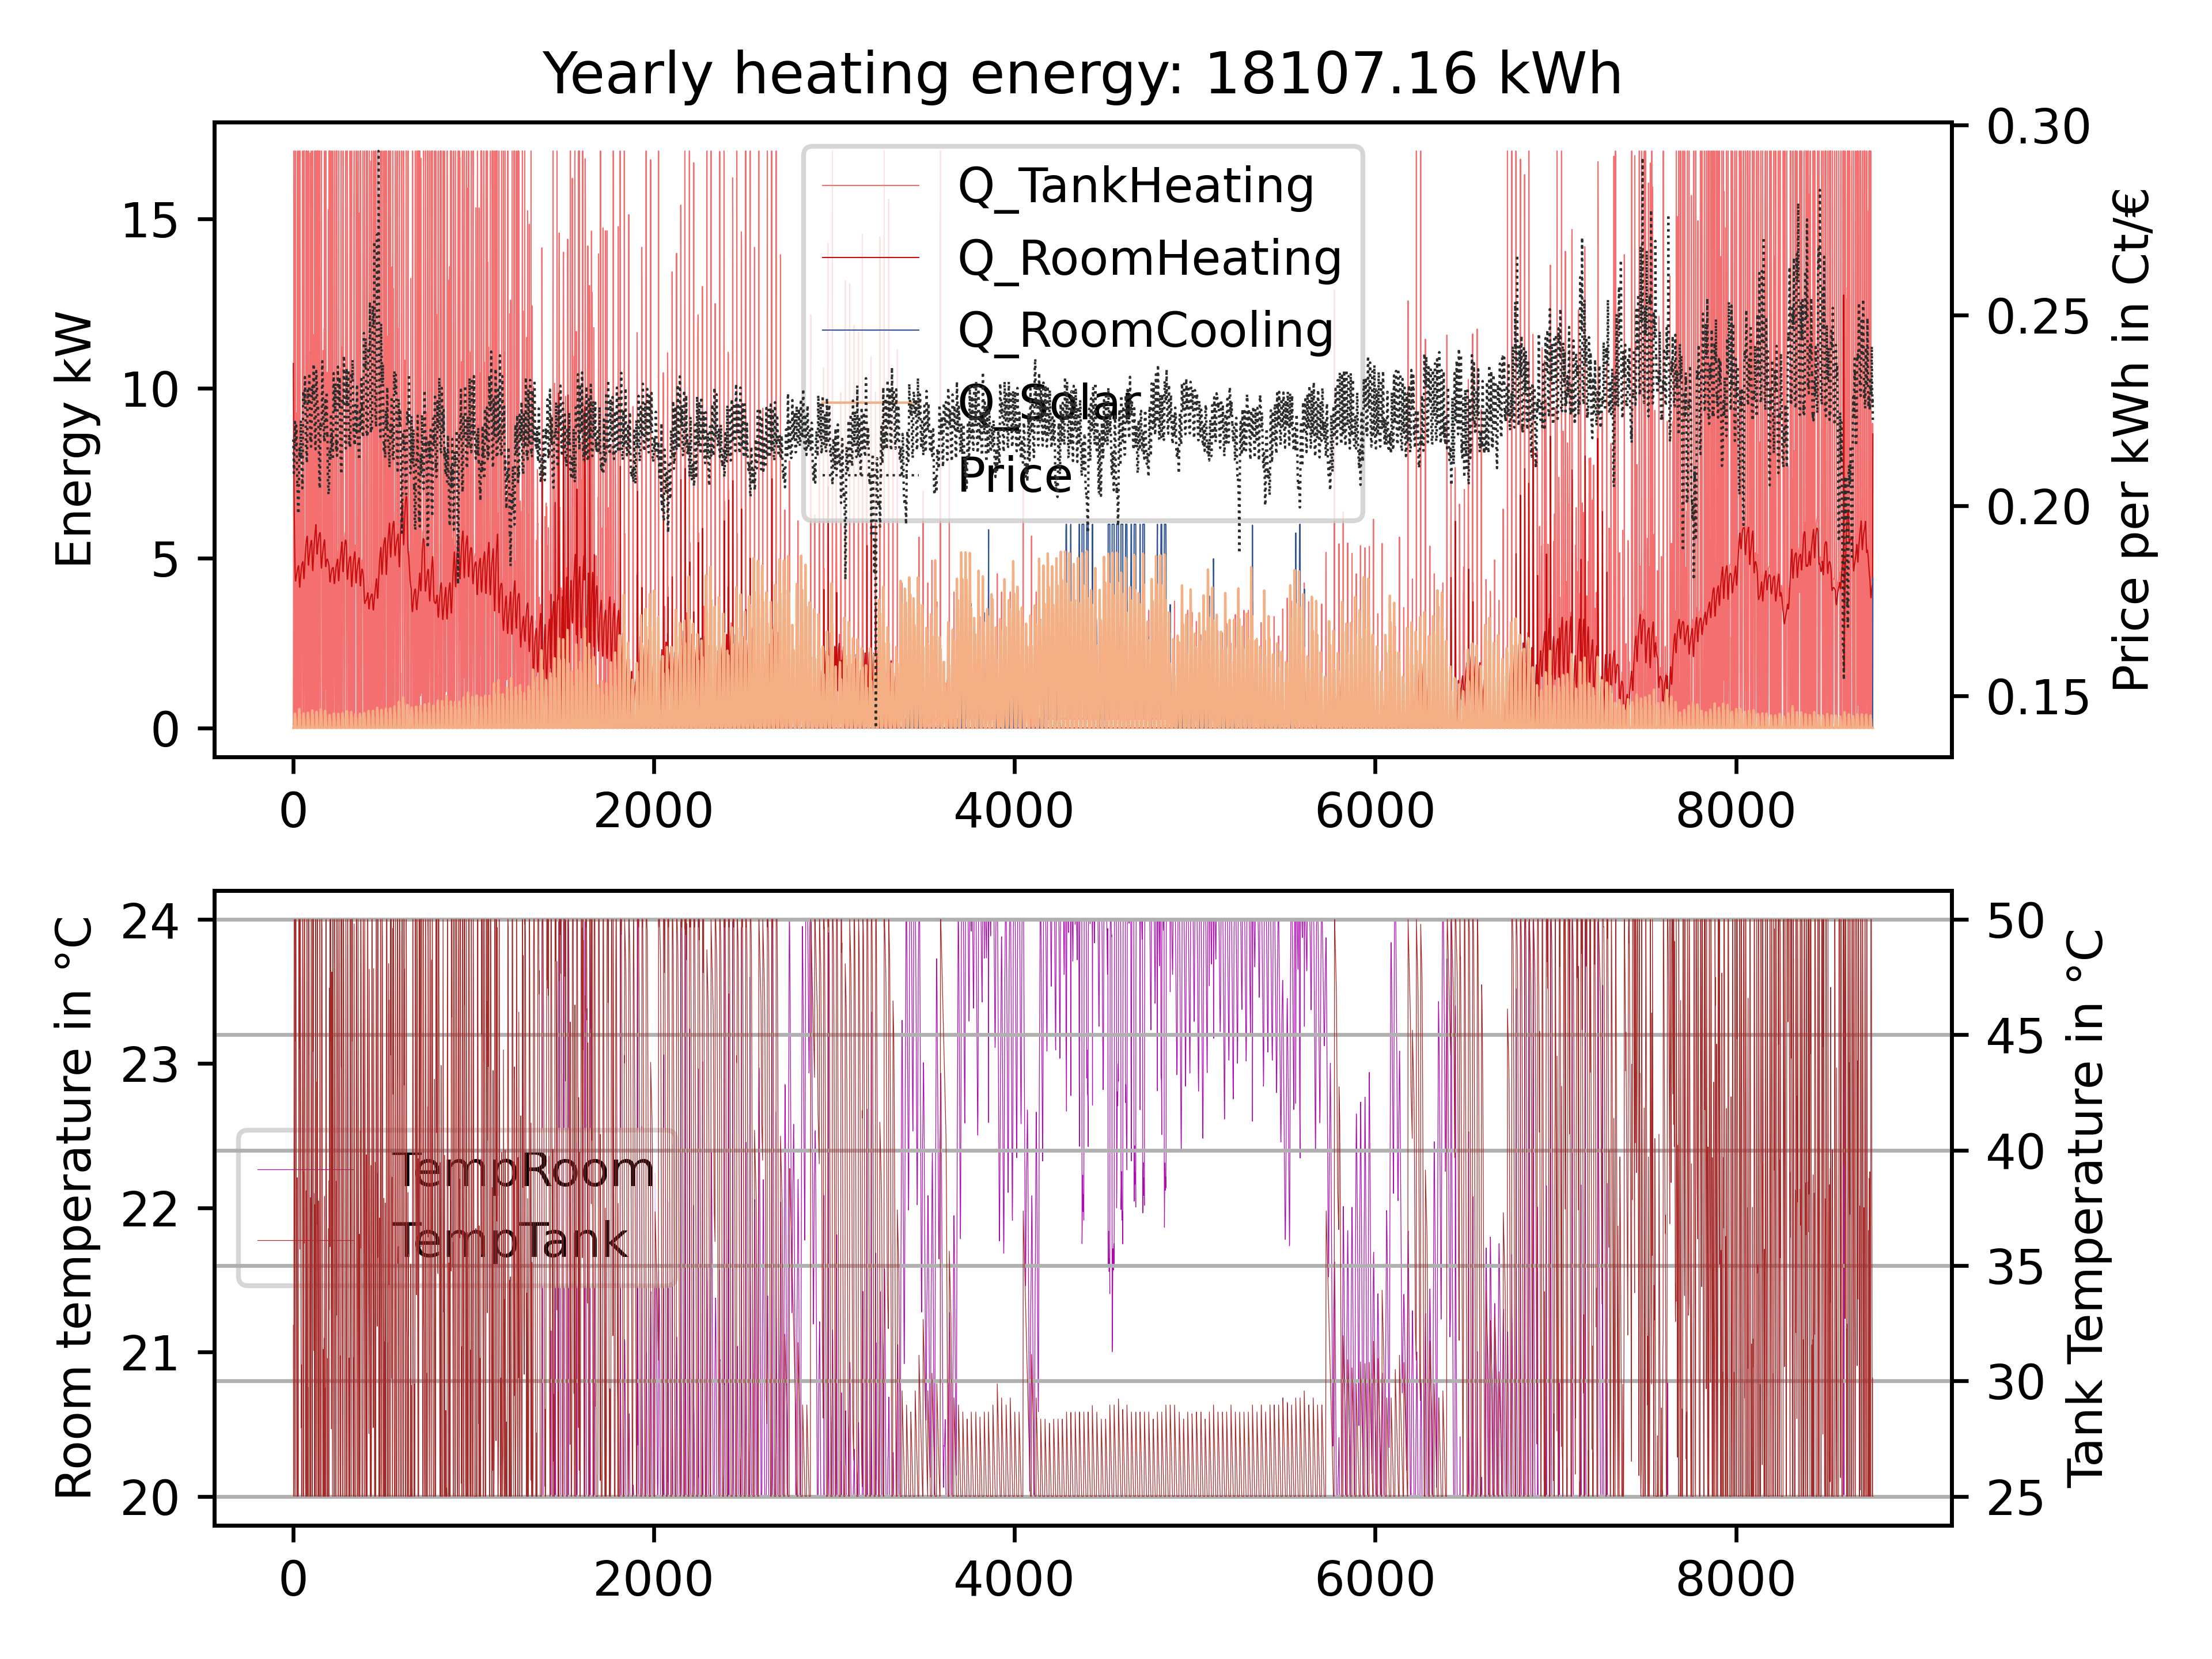 Yearly heating energy: 18107.16 kWh
Energy kW
15
10
5
0
Q_TankHeating
Q_RoomHeating
Q_RoomCooling
Q_Solar
Price
0.30
0.25
0.20
0.15
Price per kWh in Ct/€
0 2000 4000 6000 8000
Room temperature in °C
24
23
22
21
20
TempRoom
TempTank
50
45
40
35
30
25
Tank Temperature in °C
0 2000 4000 6000 8000